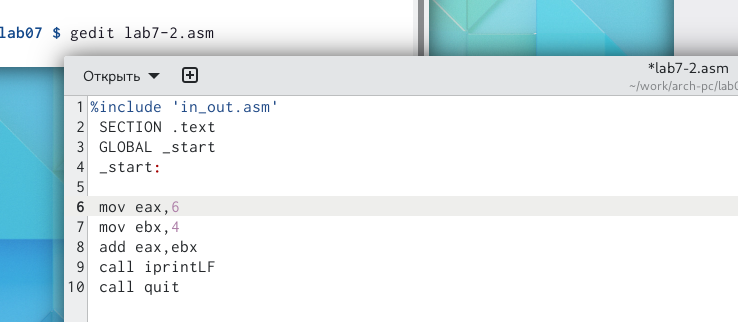 lab07 $ gedit lab7-2.asm
Открыть
*lab7-2.asm
~/work/arch-pc/lab0
1 %include 'in_out.asm'
2 SECTION .text
3 GLOBAL _start
4 _start:
5
6 mov eax,6
7 mov ebx,4
8 add eax,ebx
9 call iprintLF
10 call quit